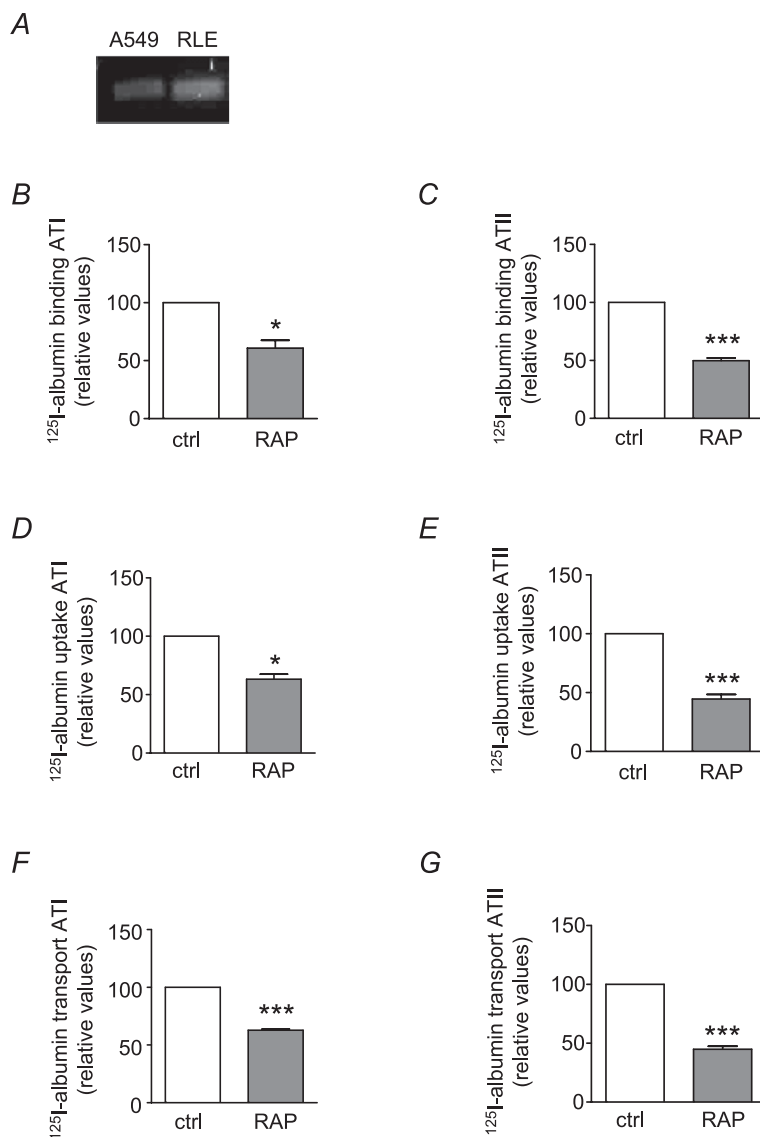 A
A549 RLE
B
¹²⁵I-albumin binding ATI
(relative values)
150
100
50
0
*
ctrl RAP
C
¹²⁵I-albumin binding ATII
(relative values)
150
100
50
0
***
ctrl RAP
D
¹²⁵I-albumin uptake ATI
(relative values)
150
100
50
0
*
ctrl RAP
E
¹²⁵I-albumin uptake ATII
(relative values)
150
100
50
0
***
ctrl RAP
F
¹²⁵I-albumin transport ATI
(relative values)
150
100
50
0
***
ctrl RAP
G
¹²⁵I-albumin transport ATII
(relative values)
150
100
50
0
***
ctrl RAP